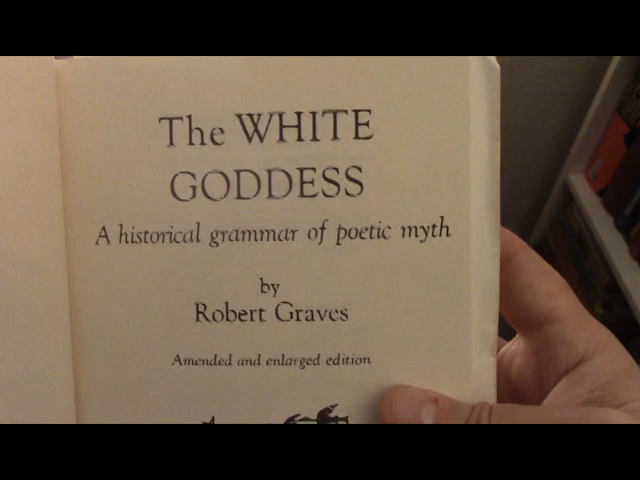 The WHITE
GODDESS
A historical grammar of poetic myth
by
Robert Graves
Amended and enlarged edition